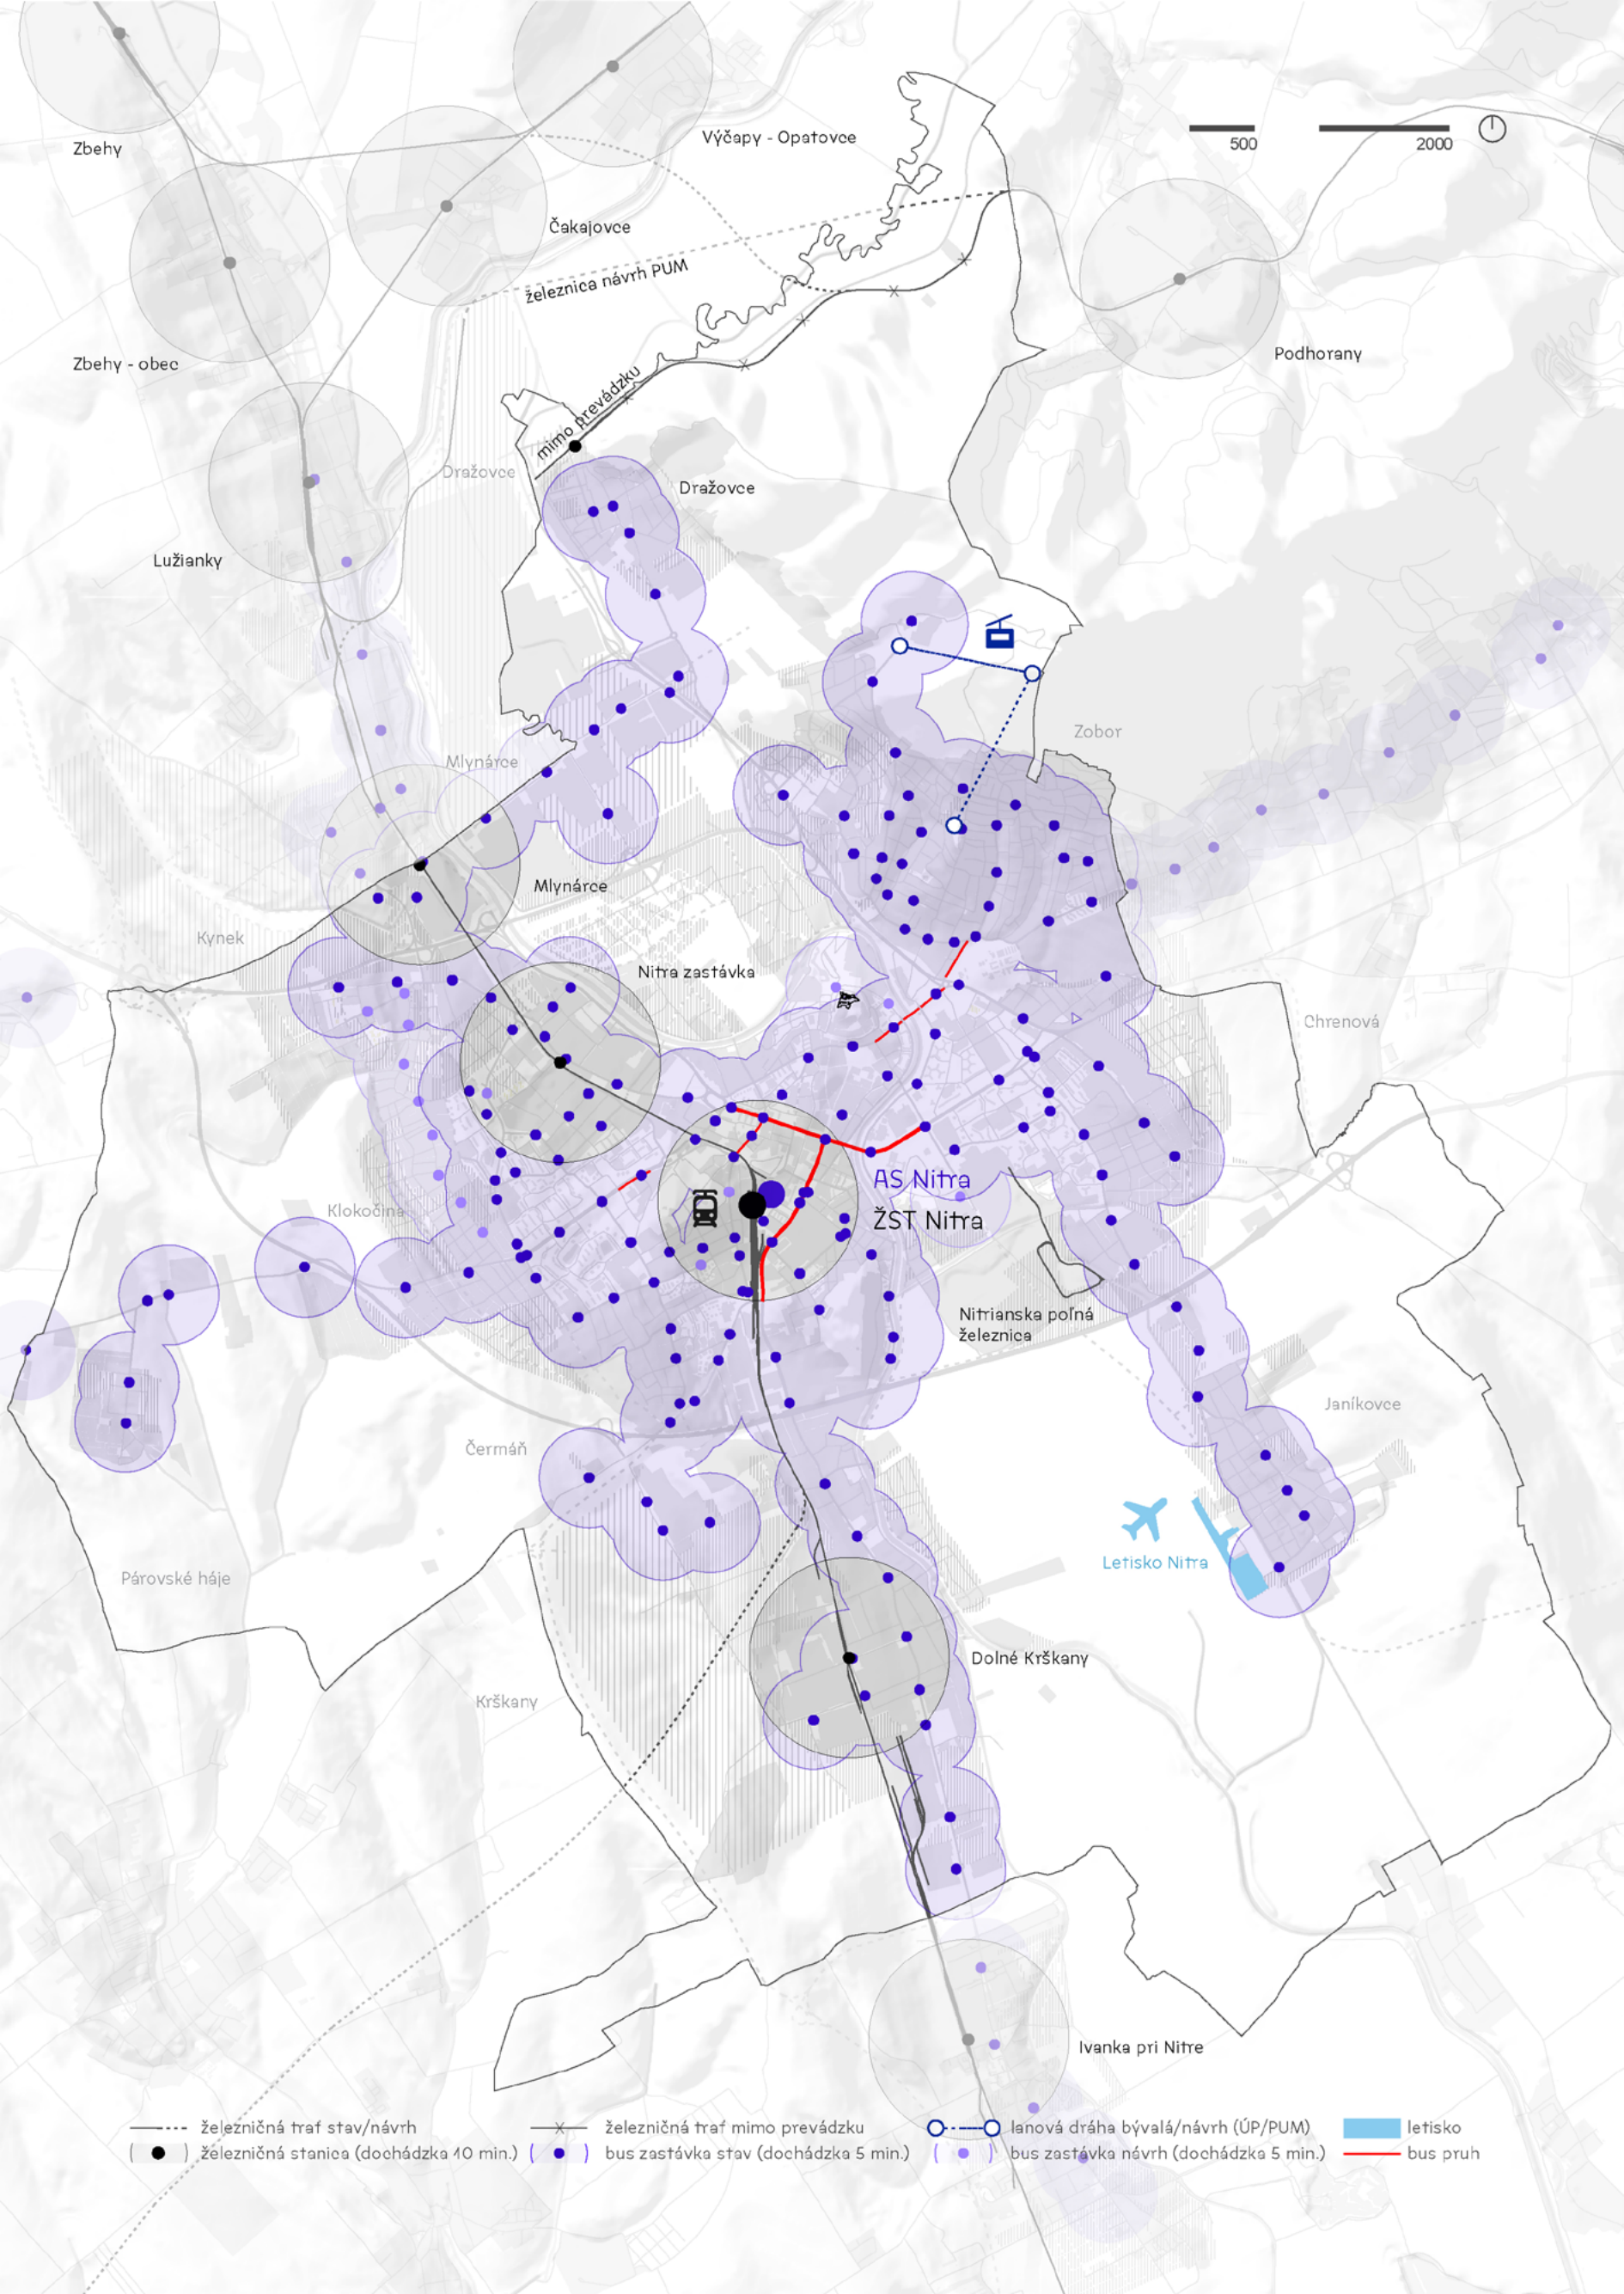 Výčapy - Opatovce
500
2000
Zbehy
Čakajovce
železnica návrh PUM
Zbehy - obec
Podhorany
mimo prevádzku
Dražovce
Dražovce
Lužianky
Zobor
Mlynárce
Mlynárce
Kynek
Nitra zastávka
Chrenová
AS Nitra
ŽST Nitra
Klokočina
Nitrianska poľná
železnica
Janíkovce
Čermáň
Letisko Nitra
Párovské háje
Dolné Krškany
Krškany
Ivanka pri Nitre
železničná trať stav/návrh
železničná trať mimo prevádzku
lanová dráha bývalá/návrh (ÚP/PUM)
letisko
železničná stanica (dochádzka 10 min.)
bus zastávka stav (dochádzka 5 min.)
bus zastávka návrh (dochádzka 5 min.)
bus pruh